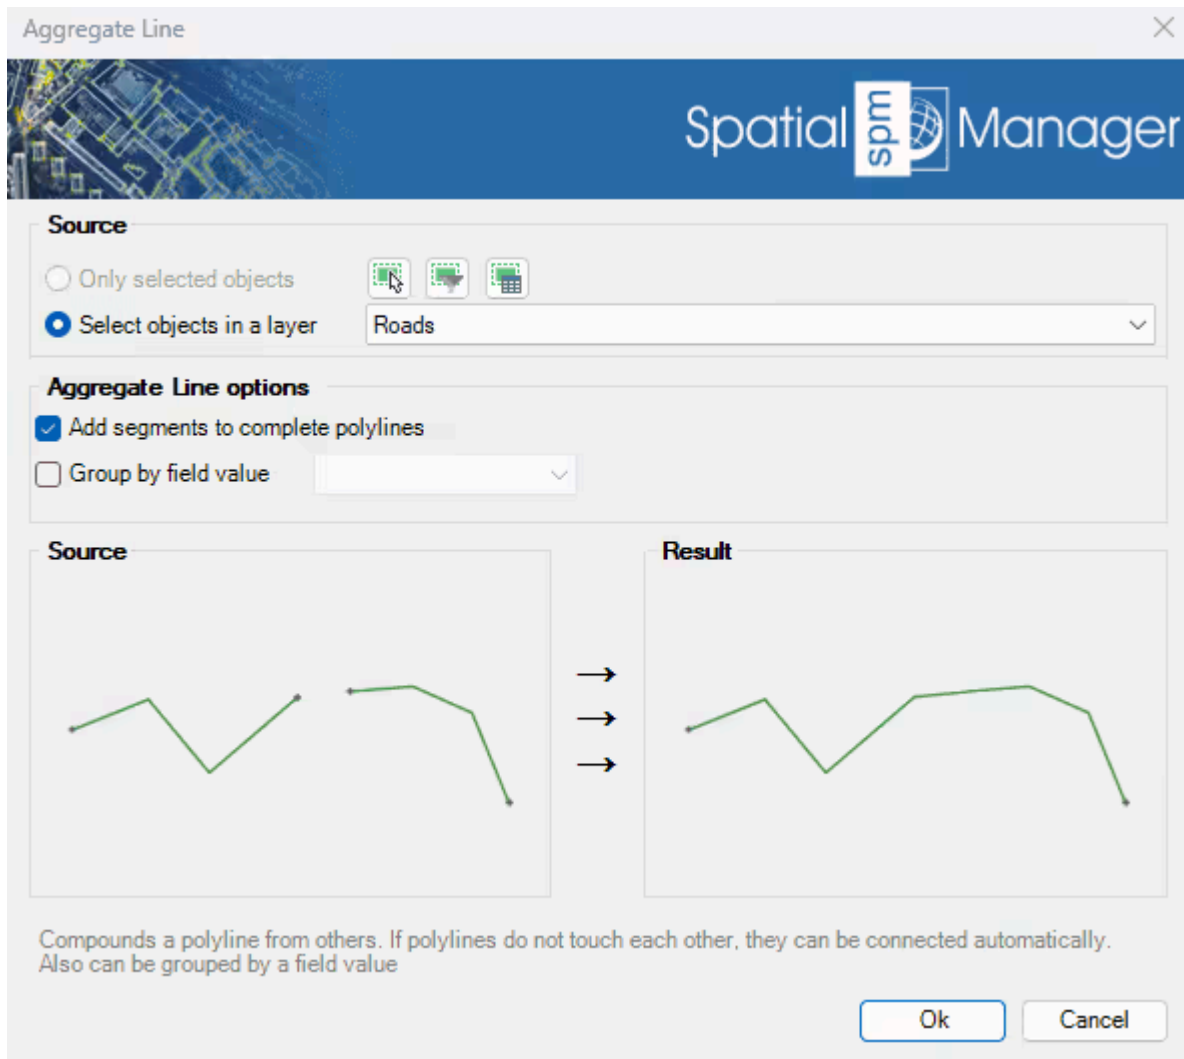 Aggregate Line
Spatial spm Manager
Source
Only selected objects
Select objects in a layer
Roads
Aggregate Line options
Add segments to complete polylines
Group by field value
Source
Result
Compounds a polyline from others. If polylines do not touch each other, they can be connected automatically.
Also can be grouped by a field value
Ok
Cancel